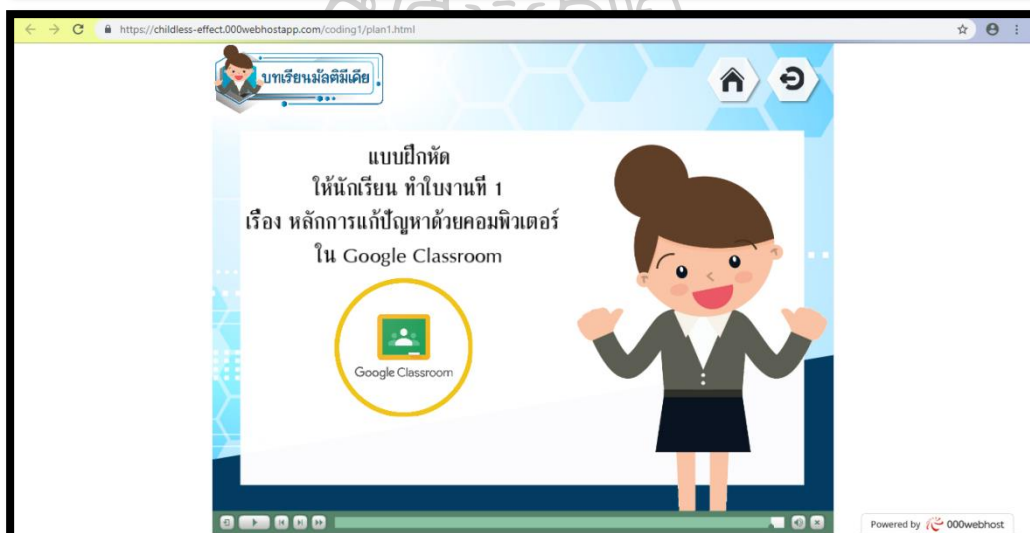 https://childless-effect.000webhostapp.com/coding1/plan1.html
บทเรียนมัลติมีเดีย
แบบฝึกหัด
ให้นักเรียน ทำใบงานที่ 1
เรื่อง หลักการแก้ปัญหาด้วยคอมพิวเตอร์
ใน Google Classroom
Google Classroom
Powered by 000webhost